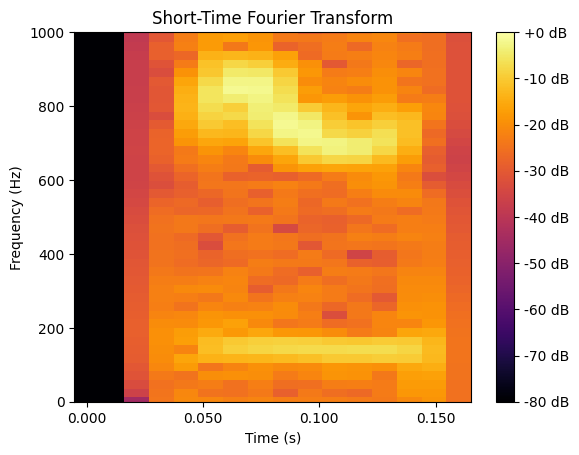 Short-Time Fourier Transform
1000
800
600
400
200
0
Frequency (Hz)
0.000
0.050
0.100
0.150
Time (s)
+0 dB
-10 dB
-20 dB
-30 dB
-40 dB
-50 dB
-60 dB
-70 dB
-80 dB